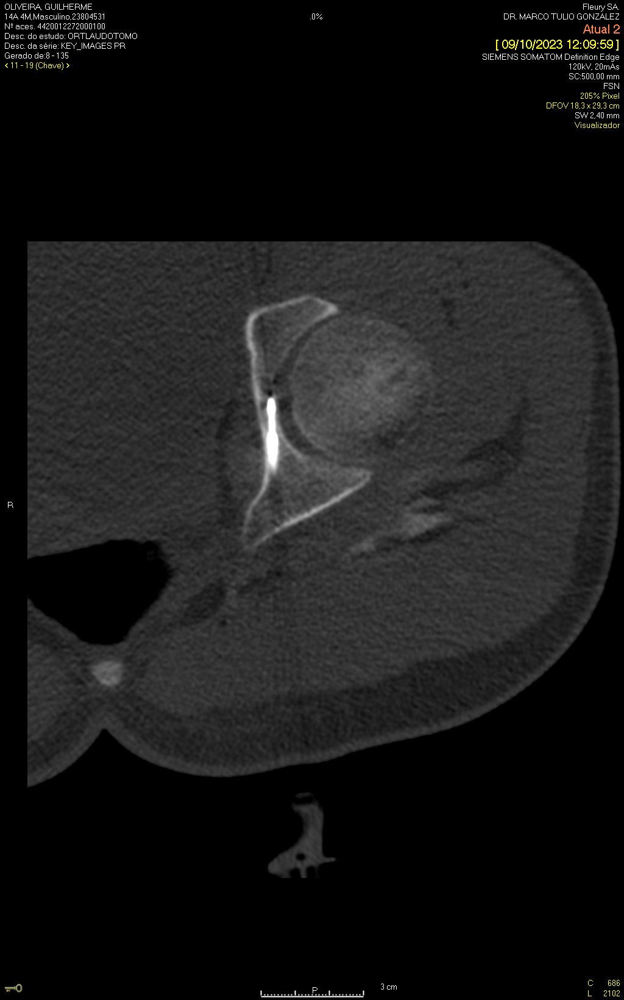 OLIVEIRA, GUILHERME
14A 4M,Masculino,23804531
Nº aces. 4420012272000100
Desc. do estudo: ORTLAUDOTOMO
Desc. da série: KEY_IMAGES PR
Gerado de:8 - 135
< 11 - 19 (Chave) >
.0%
Fleury SA.
DR. MARCO TULIO GONZALEZ
Atual 2
[ 09/10/2023 12:09:59 ]
SIEMENS SOMATOM Definition Edge
120kV, 20mAs
SC:500,00 mm
FSN
205% Pixel
DFOV 18,3 x 29,3 cm
SW 2,40 mm
Visualizador
R
P
3 cm
C 686
L 2102